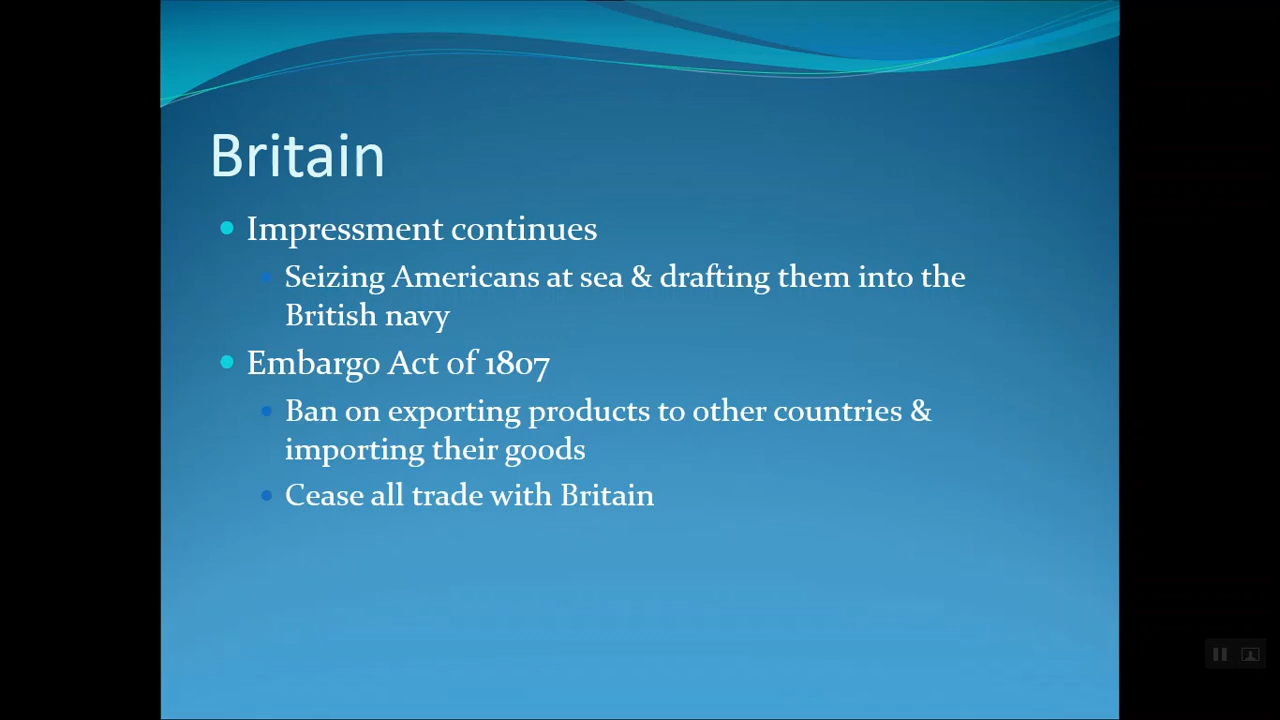 Britain
Impressment continues
Seizing Americans at sea & drafting them into the
British navy
Embargo Act of 1807
Ban on exporting products to other countries &
importing their goods
Cease all trade with Britain